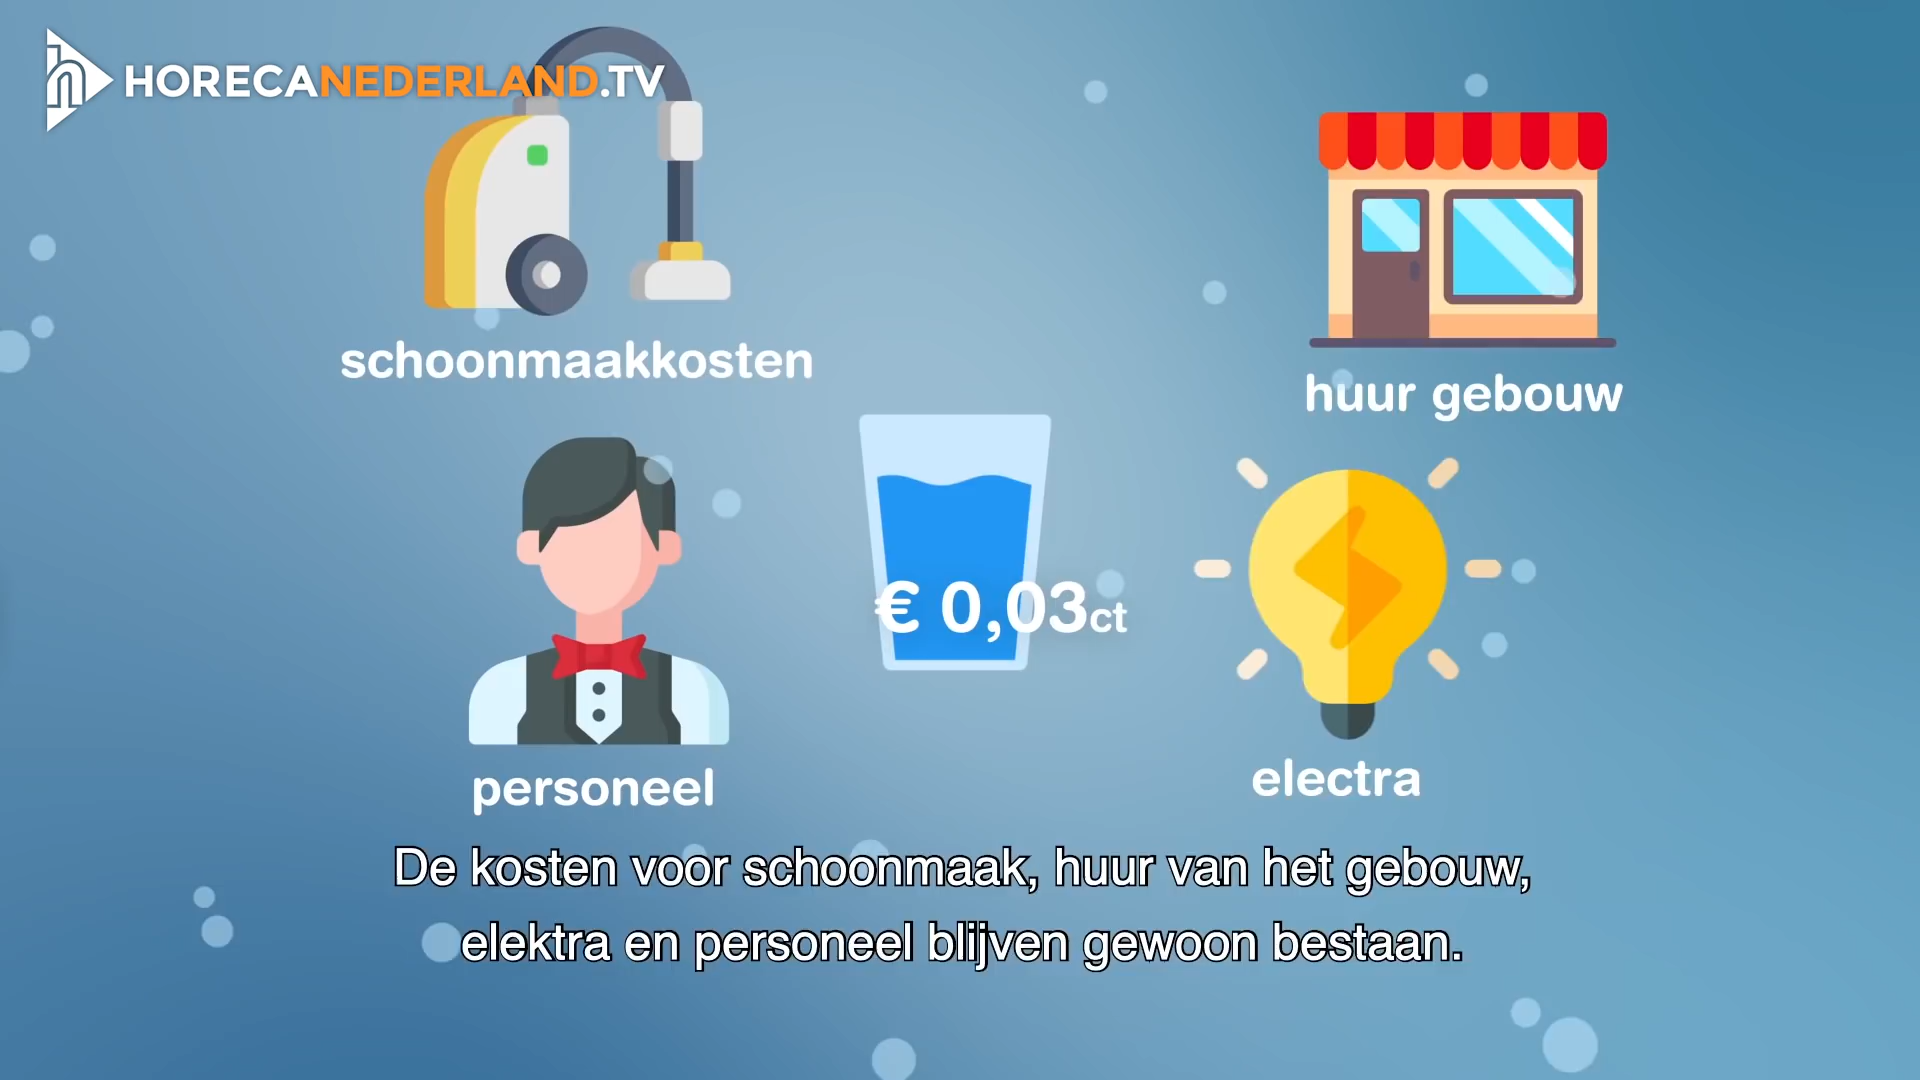 HORECANEDERLAND.TV
schoonmaakkosten
huur gebouw
€ 0,03ct
personeel
electra
De kosten voor schoonmaak, huur van het gebouw,
elektra en personeel blijven gewoon bestaan.